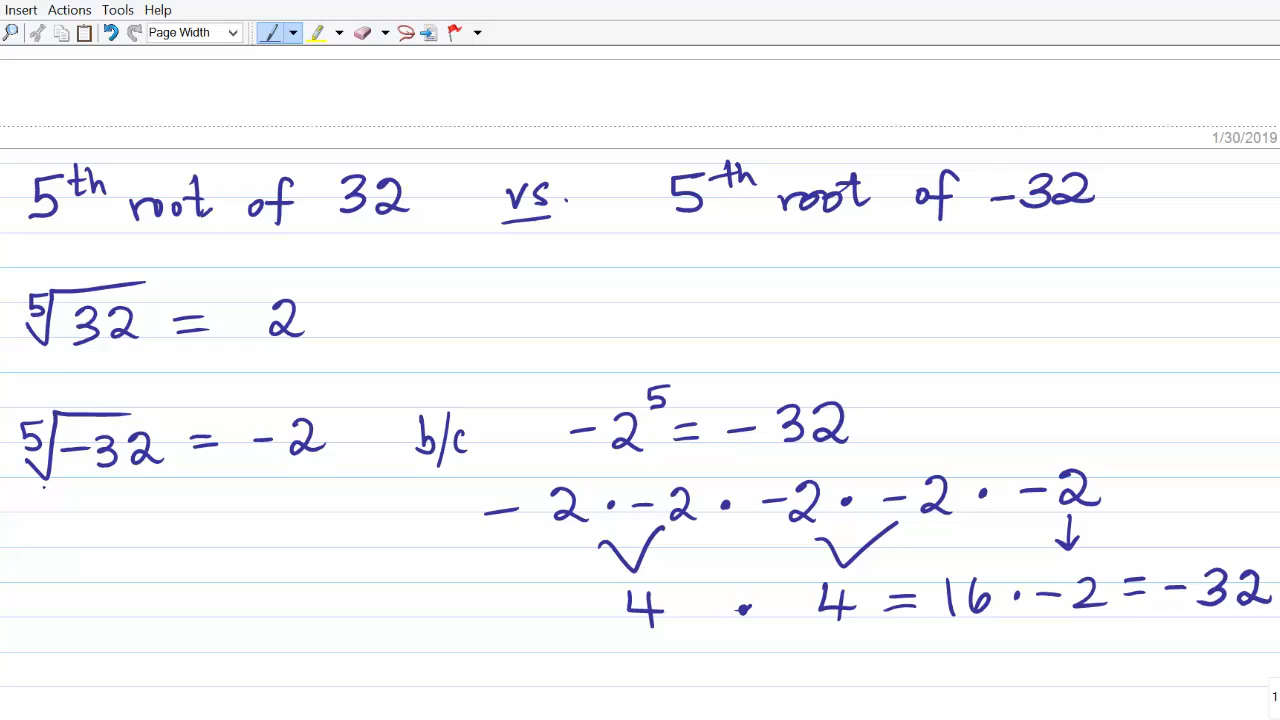 Insert Actions Tools Help
Page Width
1/30/2019
5th root of 32 vs. 5th root of -32
⁵√32 = 2
⁵√-32 = -2 b/c -2⁵ = -32
-2 · -2 · -2 · -2 · -2
4 · 4 = 16 · -2 = -32
1